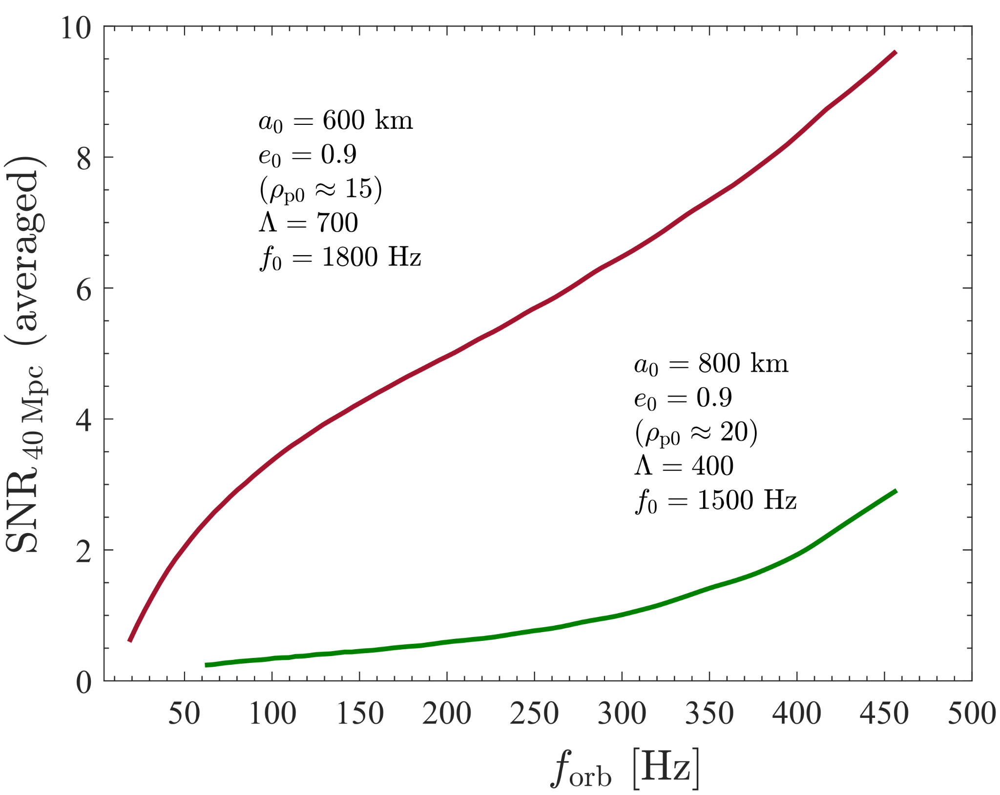 SNR 40 Mpc (averaged)
10
8
6
4
2
0
a₀ = 600 km
e₀ = 0.9
(ρp0 ≈ 15)
Λ = 700
f₀ = 1800 Hz
a₀ = 800 km
e₀ = 0.9
(ρp0 ≈ 20)
Λ = 400
f₀ = 1500 Hz
50 100 150 200 250 300 350 400 450 500
forb [Hz]